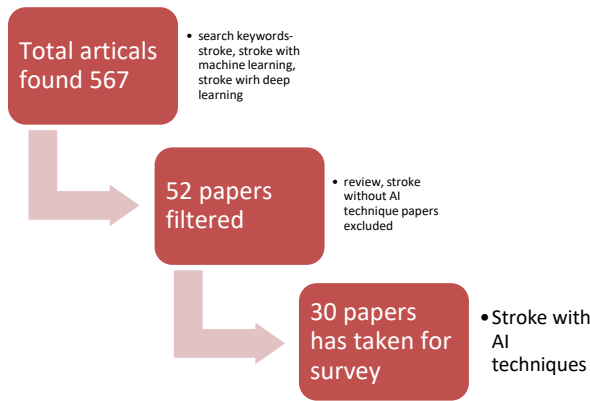 Total articals
found 567
• search keywords-
stroke, stroke with
machine learning,
stroke wirh deep
learning
52 papers
filtered
• review, stroke
without AI
technique papers
excluded
30 papers
has taken for
survey
• Stroke with
AI
techniques